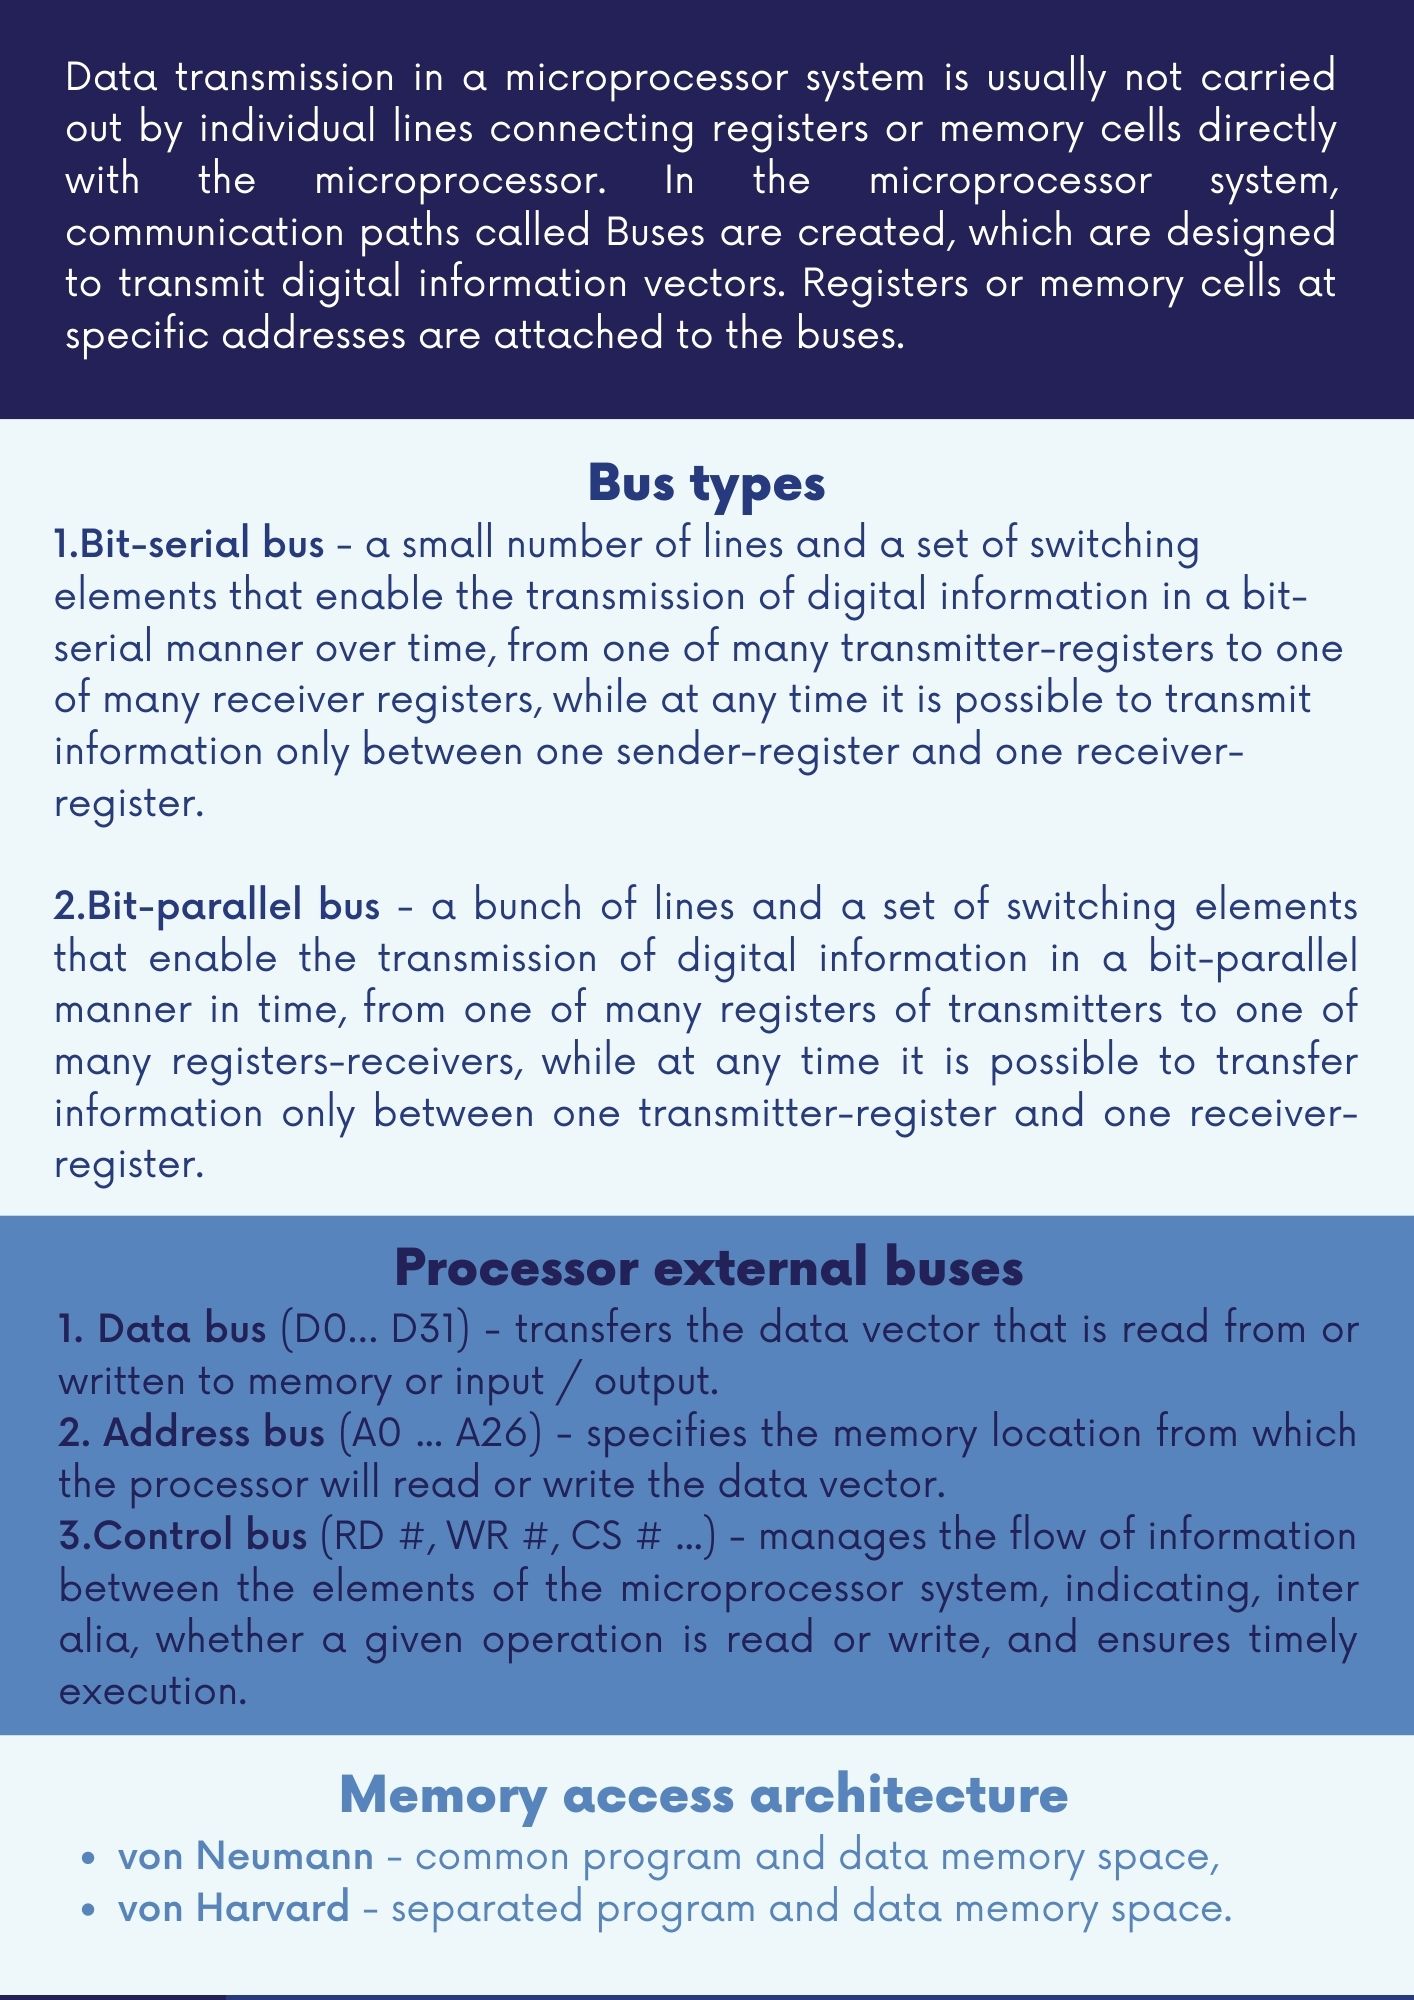 Data transmission in a microprocessor system is usually not carried
out by individual lines connecting registers or memory cells directly
with the microprocessor. In the microprocessor system,
communication paths called Buses are created, which are designed
to transmit digital information vectors. Registers or memory cells at
specific addresses are attached to the buses.
Bus types
1.Bit-serial bus - a small number of lines and a set of switching
elements that enable the transmission of digital information in a bit-
serial manner over time, from one of many transmitter-registers to one
of many receiver registers, while at any time it is possible to transmit
information only between one sender-register and one receiver-
register.
2.Bit-parallel bus - a bunch of lines and a set of switching elements
that enable the transmission of digital information in a bit-parallel
manner in time, from one of many registers of transmitters to one of
many registers-receivers, while at any time it is possible to transfer
information only between one transmitter-register and one receiver-
register.
Processor external buses
1. Data bus (D0... D31) - transfers the data vector that is read from or
written to memory or input / output.
2. Address bus (A0 ... A26) - specifies the memory location from which
the processor will read or write the data vector.
3.Control bus (RD #, WR #, CS # ...) - manages the flow of information
between the elements of the microprocessor system, indicating, inter
alia, whether a given operation is read or write, and ensures timely
execution.
Memory access architecture
• von Neumann - common program and data memory space,
• von Harvard - separated program and data memory space.